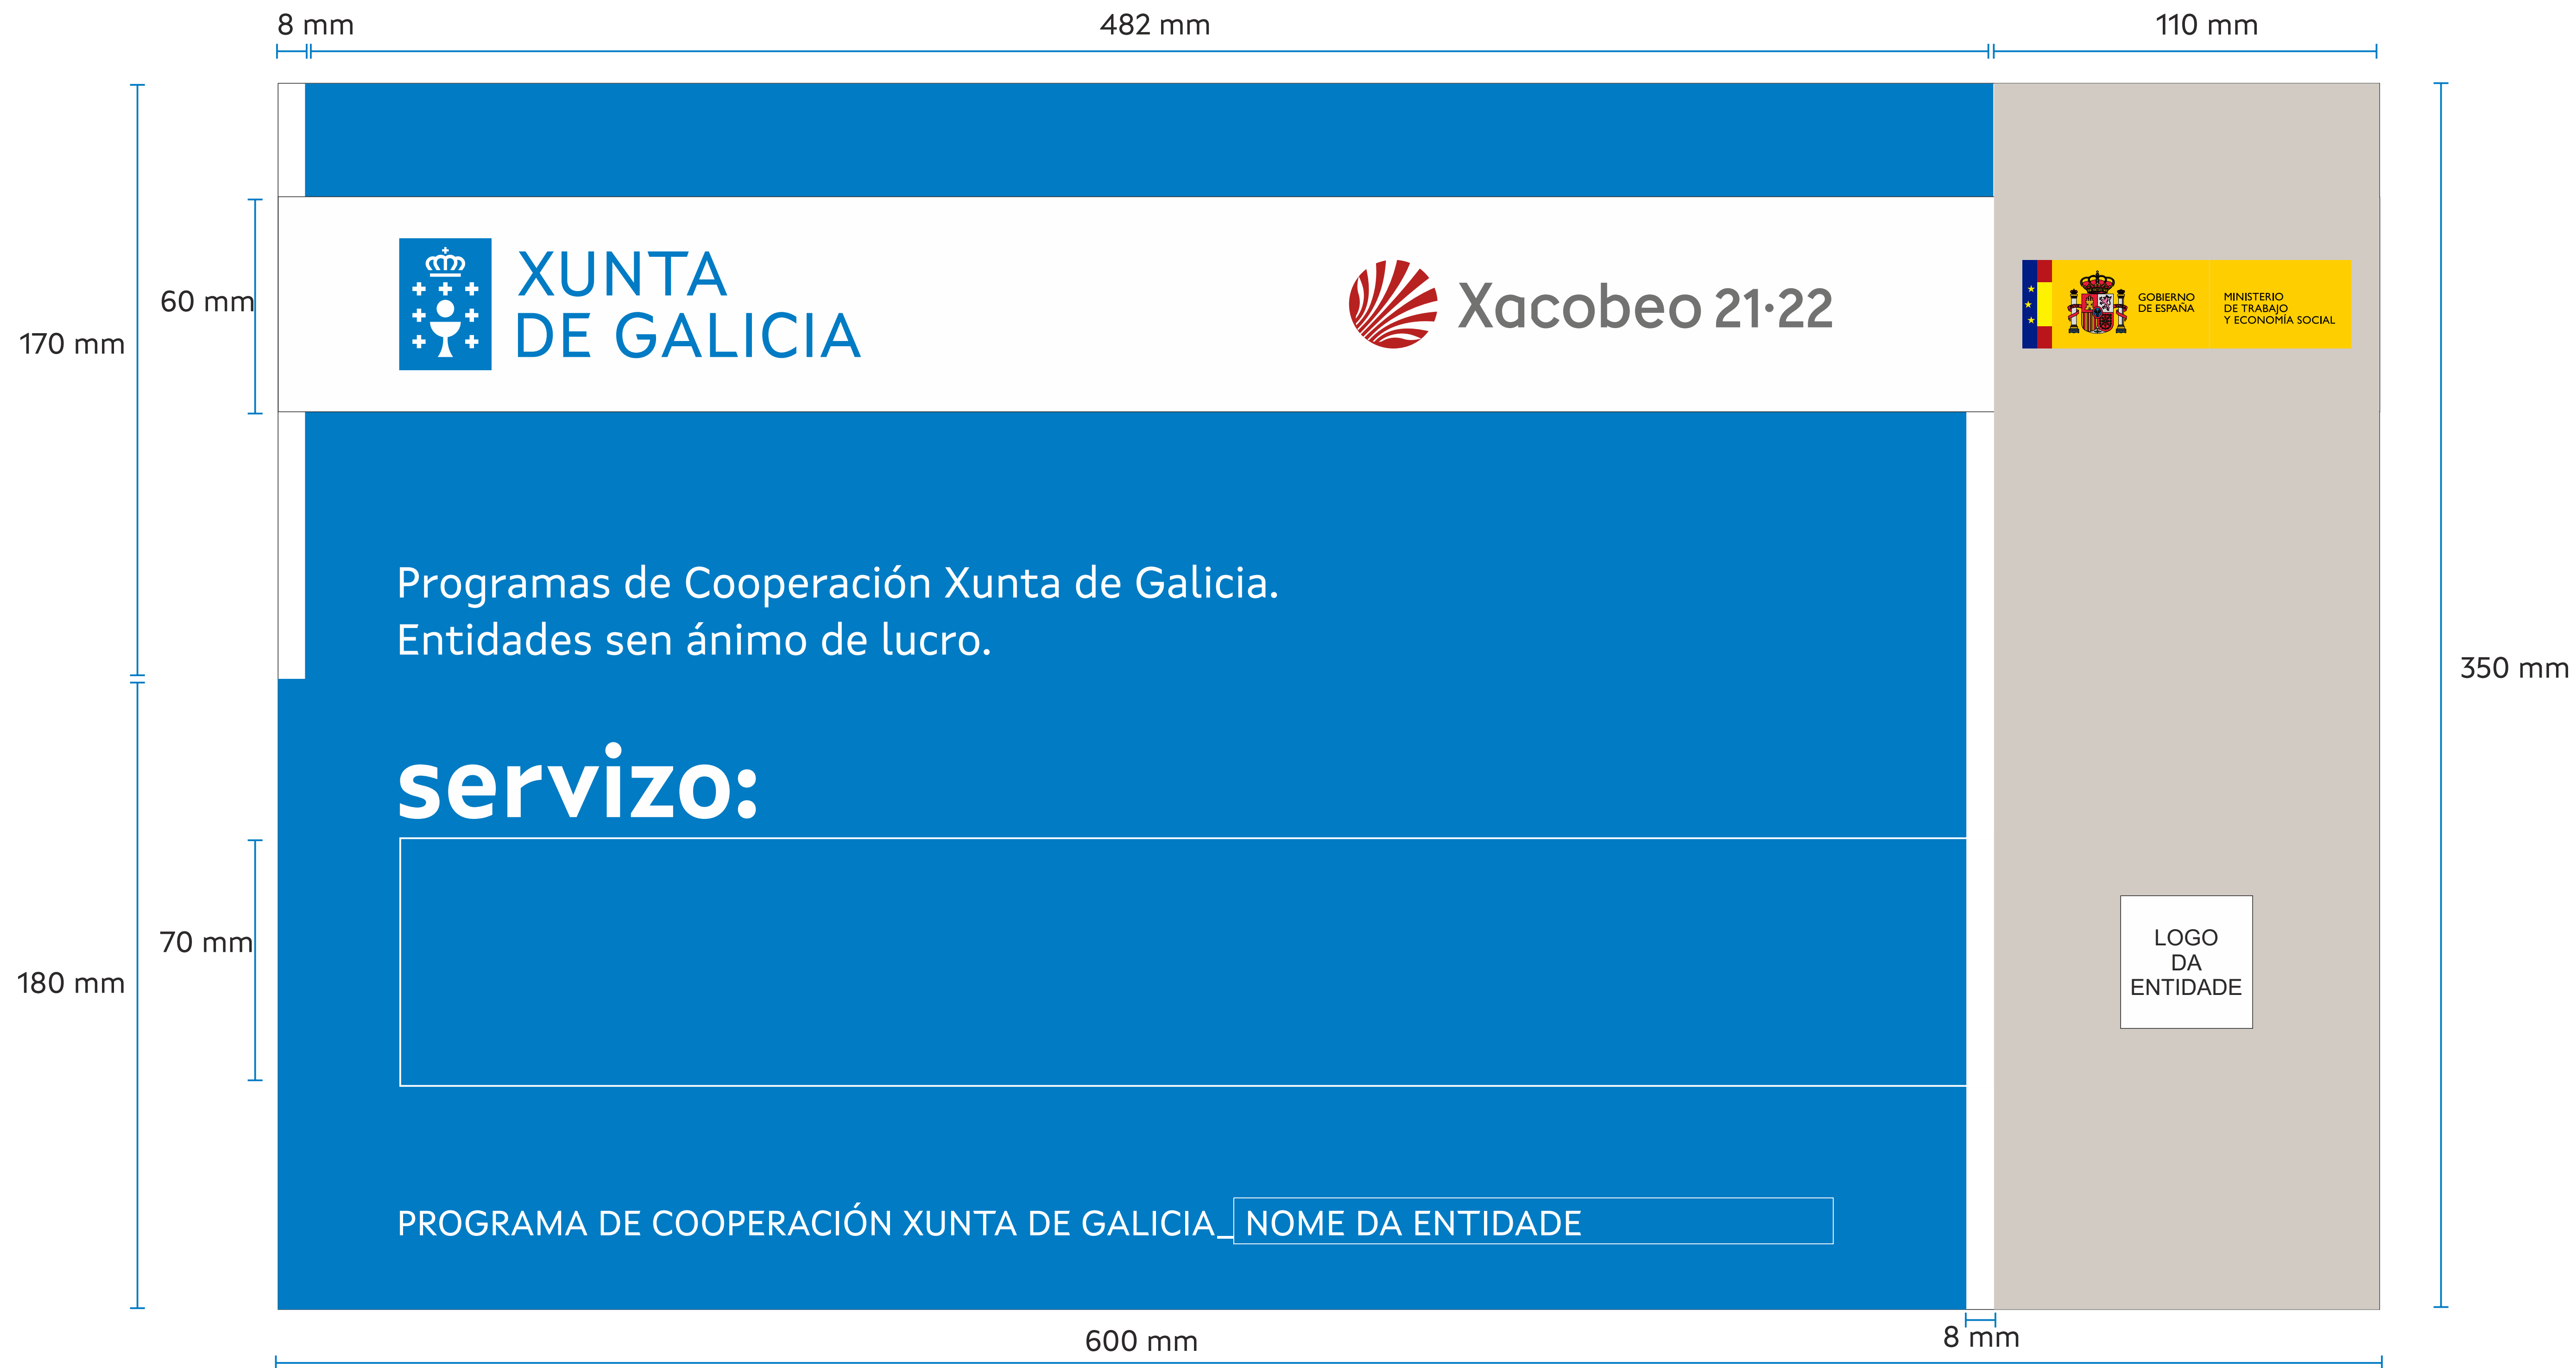 8 mm
482 mm
110 mm
XUNTA
DE GALICIA
Xacobeo 21·22
GOBIERNO
DE ESPAÑA
MINISTERIO
DE TRABAJO
Y ECONOMÍA SOCIAL
60 mm
170 mm
Programas de Cooperación Xunta de Galicia.
Entidades sen ánimo de lucro.
350 mm
servizo:
70 mm
180 mm
LOGO
DA
ENTIDADE
PROGRAMA DE COOPERACIÓN XUNTA DE GALICIA_ NOME DA ENTIDADE
600 mm
8 mm